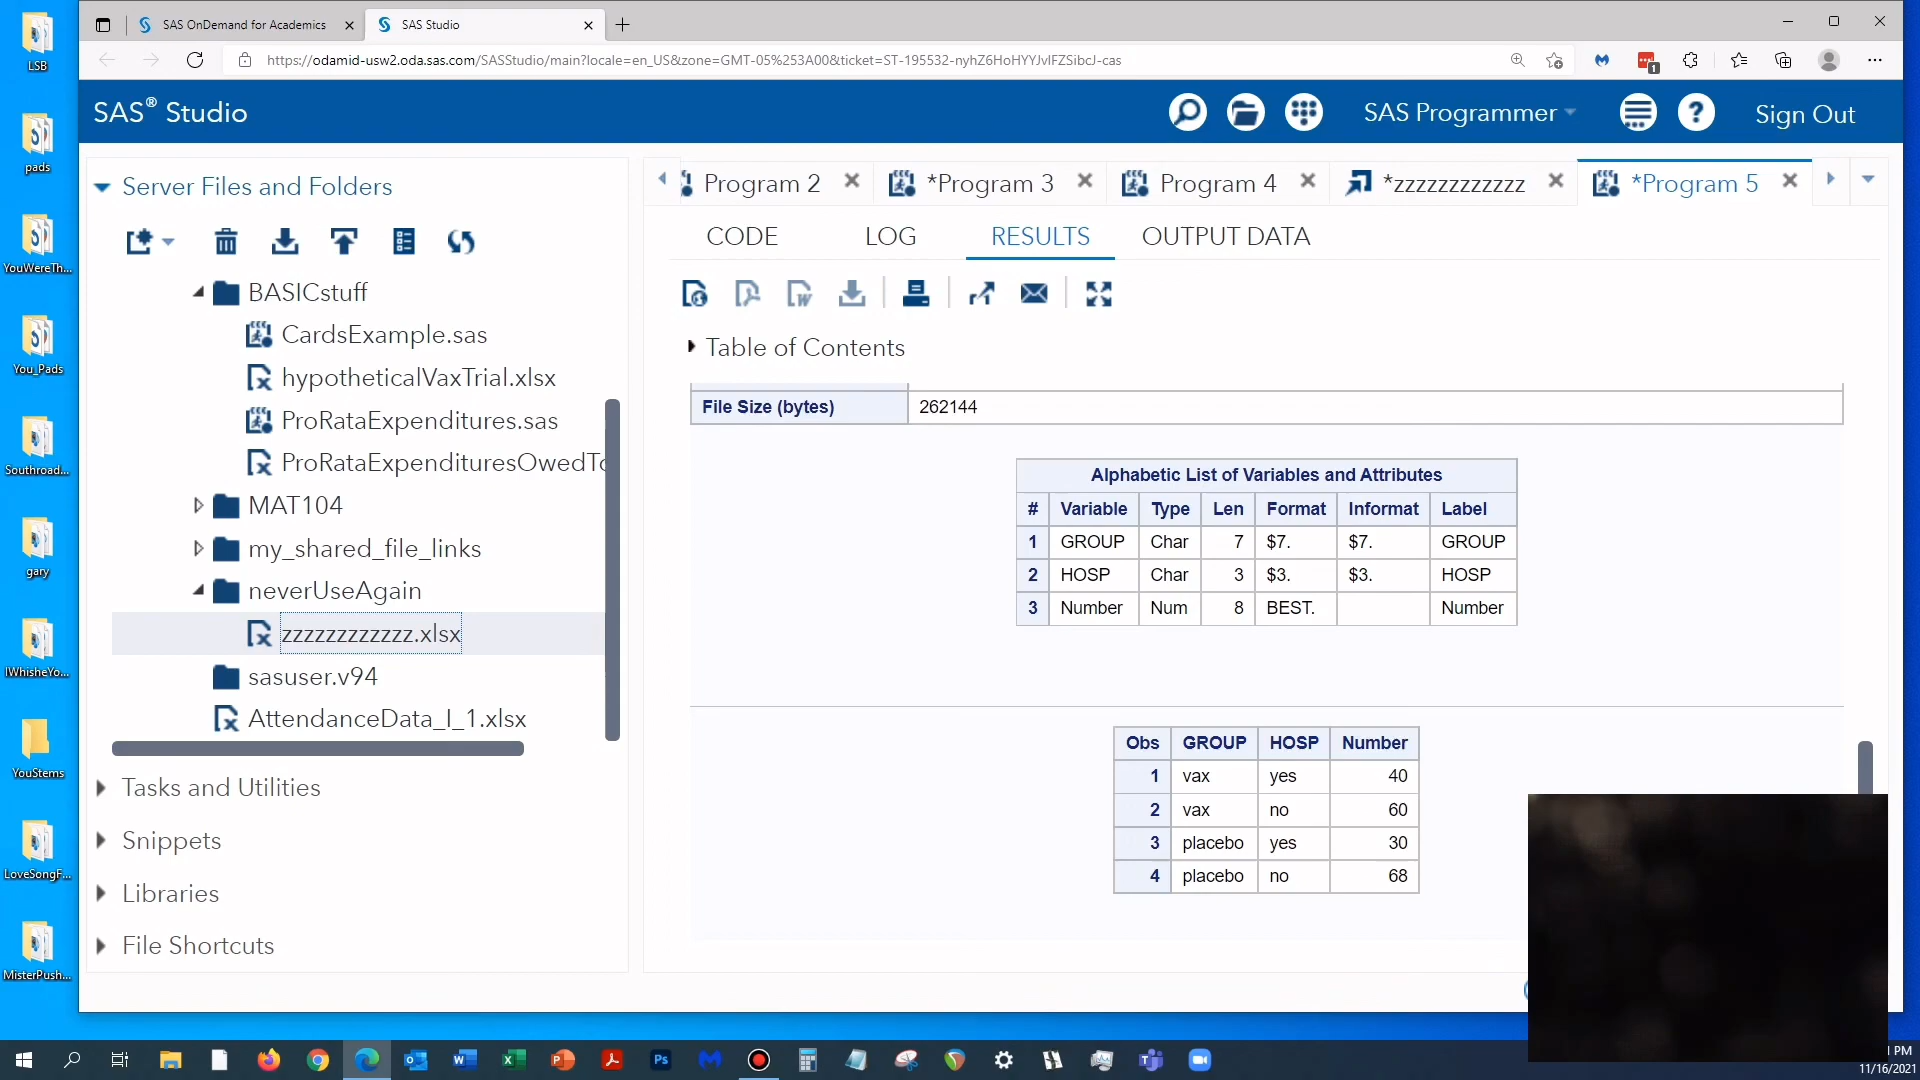 LSB
pads
YouWereTh...
You_Pads
Southroad...
gary
IWhisheYo...
YouStems
LoveSongF...
MisterPush...
SAS OnDemand for Academics
SAS Studio
https://odamid-usw2.oda.sas.com/SASStudio/main?locale=en_US&zone=GMT-05%253A00&ticket=ST-195532-nyhZ6HoHYYJvIFZSibcJ-cas
1
SAS® Studio
SAS Programmer
Sign Out
Server Files and Folders
BASICstuff
CardsExample.sas
hypotheticalVaxTrial.xlsx
ProRataExpenditures.sas
ProRataExpendituresOwedTo
MAT104
my_shared_file_links
neverUseAgain
zzzzzzzzzzzz.xlsx
sasuser.v94
AttendanceData_I_1.xlsx
Tasks and Utilities
Snippets
Libraries
File Shortcuts
Program 2
*Program 3
Program 4
*zzzzzzzzzzzz
*Program 5
CODE LOG RESULTS OUTPUT DATA
Table of Contents
File Size (bytes) 262144
Alphabetic List of Variables and Attributes
# Variable Type Len Format Informat Label
1 GROUP Char 7 $7. $7. GROUP
2 HOSP Char 3 $3. $3. HOSP
3 Number Num 8 BEST. Number
Obs GROUP HOSP Number
1 vax yes 40
2 vax no 60
3 placebo yes 30
4 placebo no 68
PM
11/16/2021